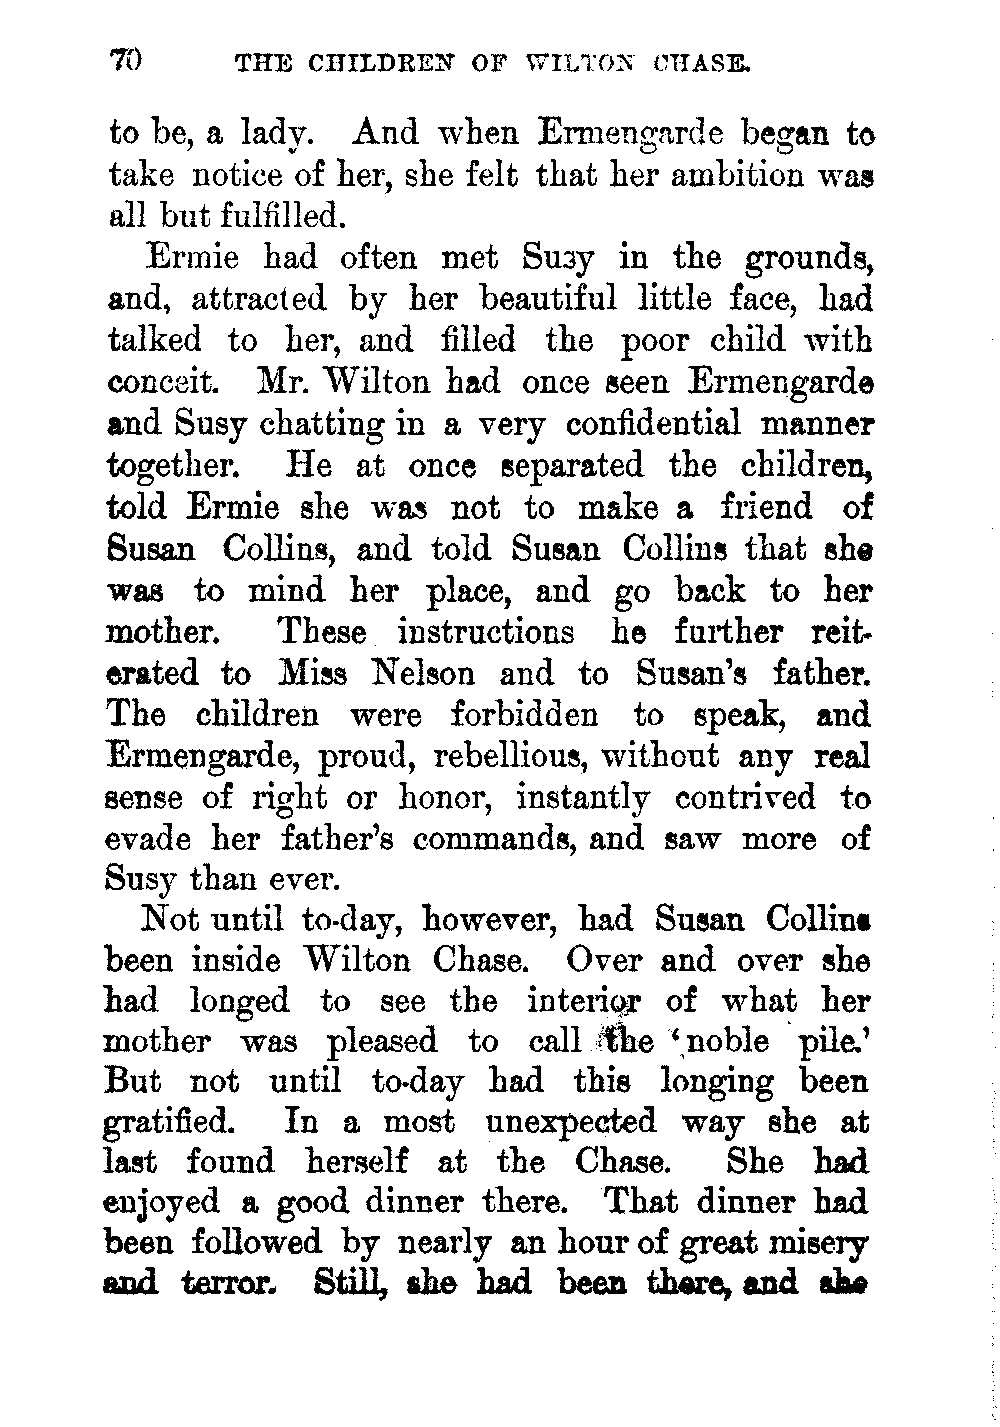 70 THE CHILDREN OF WILTON CHASE.
to be, a lady. And when Ermengarde began to
take notice of her, she felt that her ambition was
all but fulfilled.
Ermie had often met Susy in the grounds,
and, attracted by her beautiful little face, had
talked to her, and filled the poor child with
conceit. Mr. Wilton had once seen Ermengarde
and Susy chatting in a very confidential manner
together. He at once separated the children,
told Ermie she was not to make a friend of
Susan Collins, and told Susan Collins that she
was to mind her place, and go back to her
mother. These instructions he further reit-
erated to Miss Nelson and to Susan's father.
The children were forbidden to speak, and
Ermengarde, proud, rebellious, without any real
sense of right or honor, instantly contrived to
evade her father's commands, and saw more of
Susy than ever.
Not until to-day, however, had Susan Collins
been inside Wilton Chase. Over and over she
had longed to see the interior of what her
mother was pleased to call the 'noble pile.'
But not until to-day had this longing been
gratified. In a most unexpected way she at
last found herself at the Chase. She had
enjoyed a good dinner there. That dinner had
been followed by nearly an hour of great misery
and terror. Still, she had been there, and she